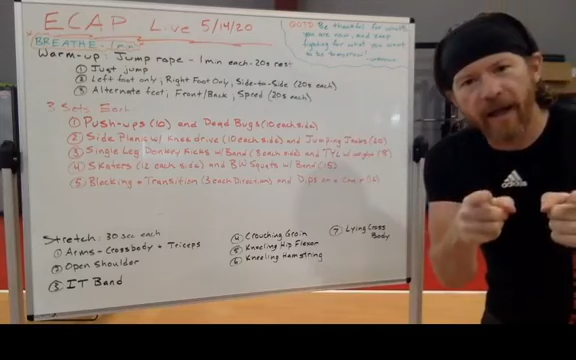 ECAP Live 5/14/20
BREATHE
QOTD: Be thankful for what
you are now, and keep
fighting for what you want
to be tomorrow!
Warm-up: Jump rope - 1 min each - 20s rest
① Just jump
② Left foot only, Right Foot Only, Side-to-Side (20s each)
③ Alternate feet, Front/Back, Speed (20s each)
3 Sets Each
① Push-ups (10) and Dead Bugs (10 each side)
② Side Plank w/ Knee drive (10 each side) and Jumping Jacks (20)
③ Single Leg Donkey Kicks w/ Band (8 each side) and TYL w/ weight (8)
④ Skaters (12 each side) and BW Squats w/ Band (15)
⑤ Blocking + Transition (3 each Direction) and Dips on a Chair
Stretch: 30 sec each
① Arms - Crossbody + Triceps
② Open Shoulder
③ IT Band
④ Crouching Groin
⑤ Kneeling Hip Flexor
⑥ Kneeling Hamstring
⑦ Lying Cross
Body
adidas